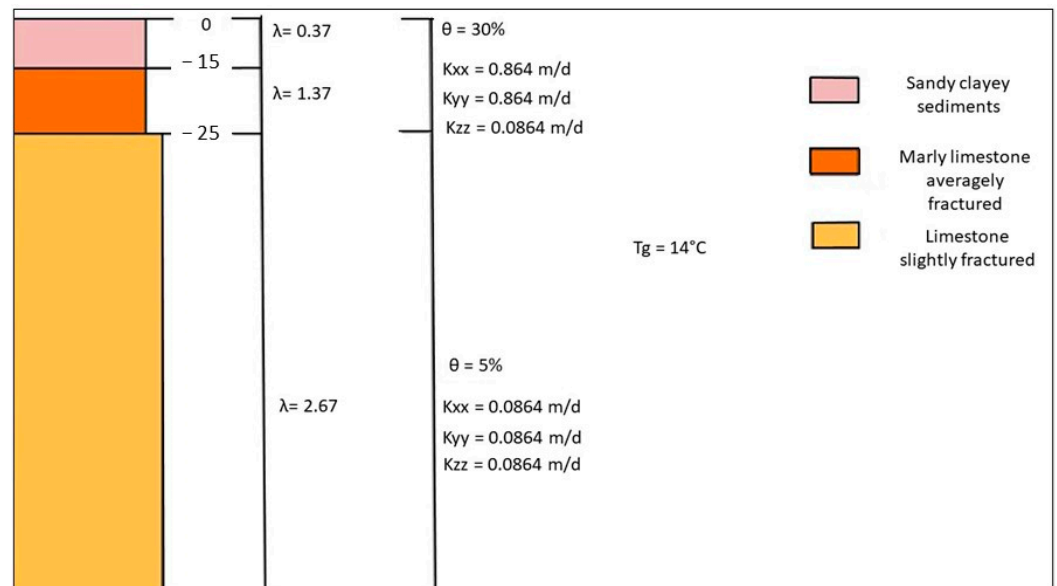 0
– 15
– 25
λ= 0.37
λ= 1.37
λ= 2.67
θ = 30%
Kxx = 0.864 m/d
Kyy = 0.864 m/d
Kzz = 0.0864 m/d
θ = 5%
Kxx = 0.0864 m/d
Kyy = 0.0864 m/d
Kzz = 0.0864 m/d
Tg = 14°C
Sandy clayey
sediments
Marly limestone
averagely
fractured
Limestone
slightly fractured